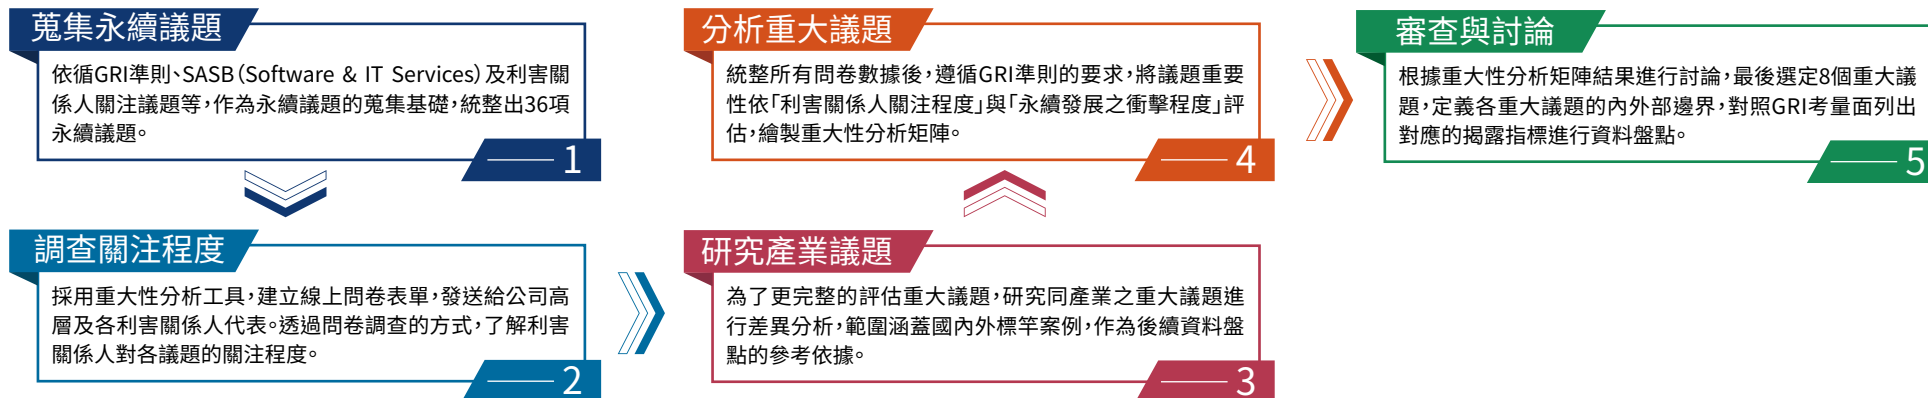 蒐集永續議題
依循GRI準則、SASB（Software & IT Services）及利害關
係人關注議題等，作為永續議題的蒐集基礎，統整出36項
永續議題。
1
調查關注程度
採用重大性分析工具，建立線上問卷表單，發送給公司高
層及各利害關係人代表。透過問卷調查的方式，了解利害
關係人對各議題的關注程度。
2
研究產業議題
為了更完整的評估重大議題，研究同產業之重大議題進
行差異分析，範圍涵蓋國內外標竿案例，作為後續資料盤
點的參考依據。
3
分析重大議題
統整所有問卷數據後，遵循GRI準則的要求，將議題重要
性依「利害關係人關注程度」與「永續發展之衝擊程度」評
估，繪製重大性分析矩陣。
4
審查與討論
根據重大性分析矩陣結果進行討論，最後選定8個重大議
題，定義各重大議題的內外部邊界，對照GRI考量面列出
對應的揭露指標進行資料盤點。
5